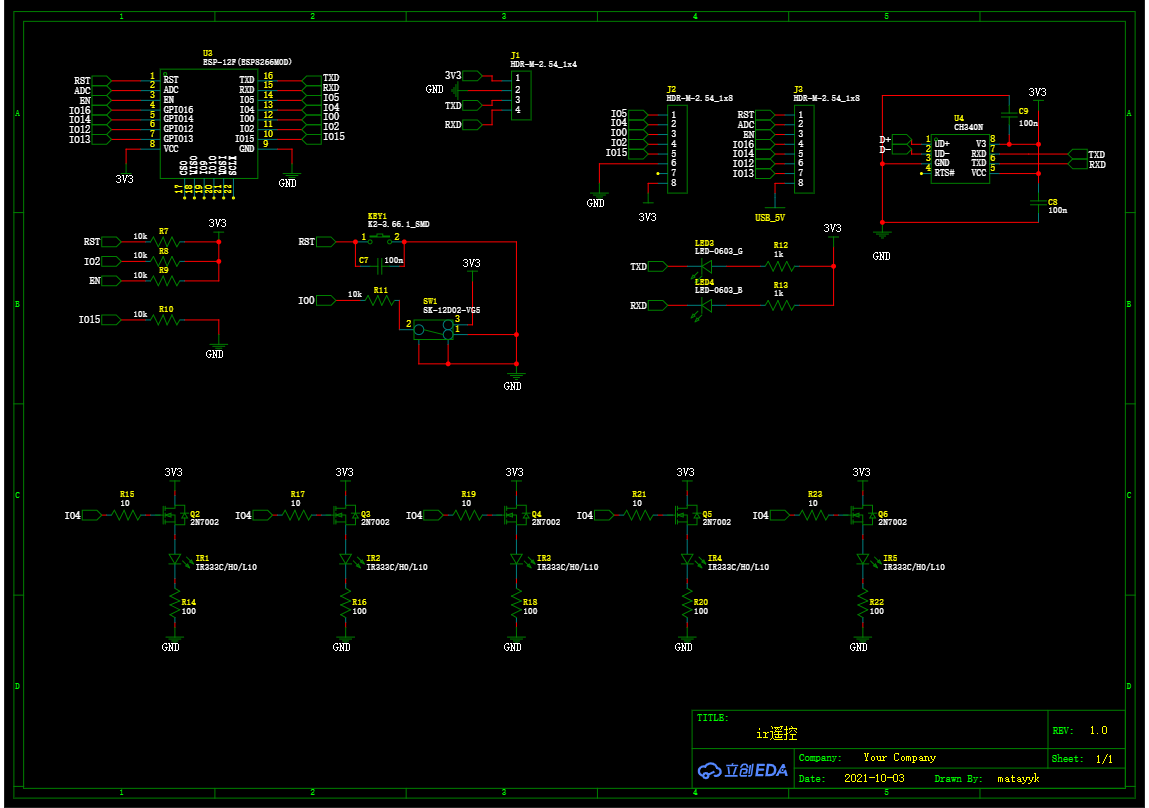 1 2 3 4 5
A A
B B
C C
D D
U3
ESP-12F(ESP8266MOD)
RST 1 RST TXD 16 TXD
ADC 2 ADC RXD 15 RXD
EN 3 EN IO5 14 IO5
IO16 4 GPIO16 IO4 13 IO4
IO14 5 GPIO14 IO0 12 IO0
IO12 6 GPIO12 IO2 11 IO2
IO13 7 GPIO13 IO15 10 IO15
8 VCC GND 9
CSO MISO IO9 IO10 MOSI SCLK
17 18 19 20 21 22
3V3
GND
J1
HDR-M-2.54_1x4
3V3 1
GND 2
TXD 3
RXD 4
J2
HDR-M-2.54_1x8
IO5 1
IO4 2
IO0 3
IO2 4
IO15 5
6
7
8
GND
3V3
J3
HDR-M-2.54_1x8
RST 1
ADC 2
EN 3
IO16 4
IO14 5
IO12 6
IO13 7
8
USB_5V
3V3
C9
100n
U4
CH340N
D+ 1 UD+ V3 8
D- 2 UD- RXD 7 TXD
3 GND TXD 6 RXD
4 RTS# VCC 5
C8
100n
GND
3V3
RST 10k R7
IO2 10k R8
EN 10k R9
IO15 10k R10
GND
KEY1
K2-3.66.1_SMD
RST 1 2
C7 100n
3V3
IO0 10k R11
SW1
SK-12D02-VG5
2 3 1
GND
3V3
LED3
LED-0603_G
R12
1k
TXD
LED4
LED-0603_B
R13
1k
RXD
3V3 3V3 3V3 3V3 3V3
R15 R17 R19 R21 R23
10 10 10 10 10
IO4 Q2 IO4 Q3 IO4 Q4 IO4 Q5 IO4 Q6
2N7002 2N7002 2N7002 2N7002 2N7002
IR1 IR2 IR3 IR4 IR5
IR333C/H0/L10 IR333C/H0/L10 IR333C/H0/L10 IR333C/H0/L10 IR333C/H0/L10
R14 R16 R18 R20 R22
100 100 100 100 100
GND GND GND GND GND
TITLE:
ir遥控
REV: 1.0
立创EDA
Company: Your Company
Sheet: 1/1
Date: 2021-10-03 Drawn By: matayyk
1 2 3 4 5